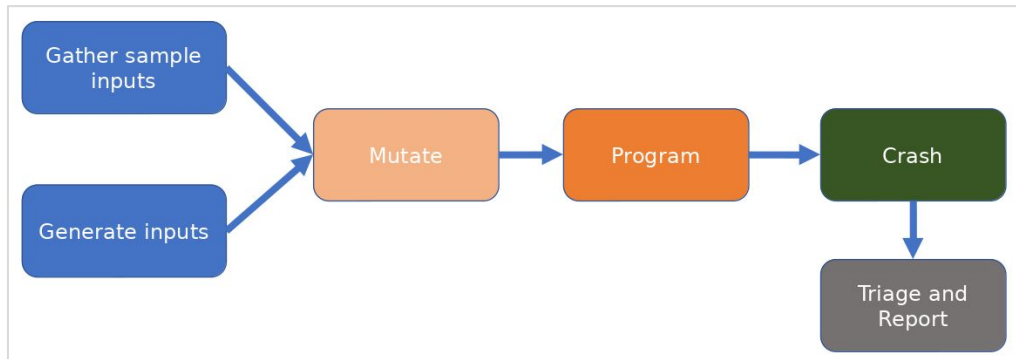 Gather sample
inputs
Generate inputs
Mutate
Program
Crash
Triage and
Report